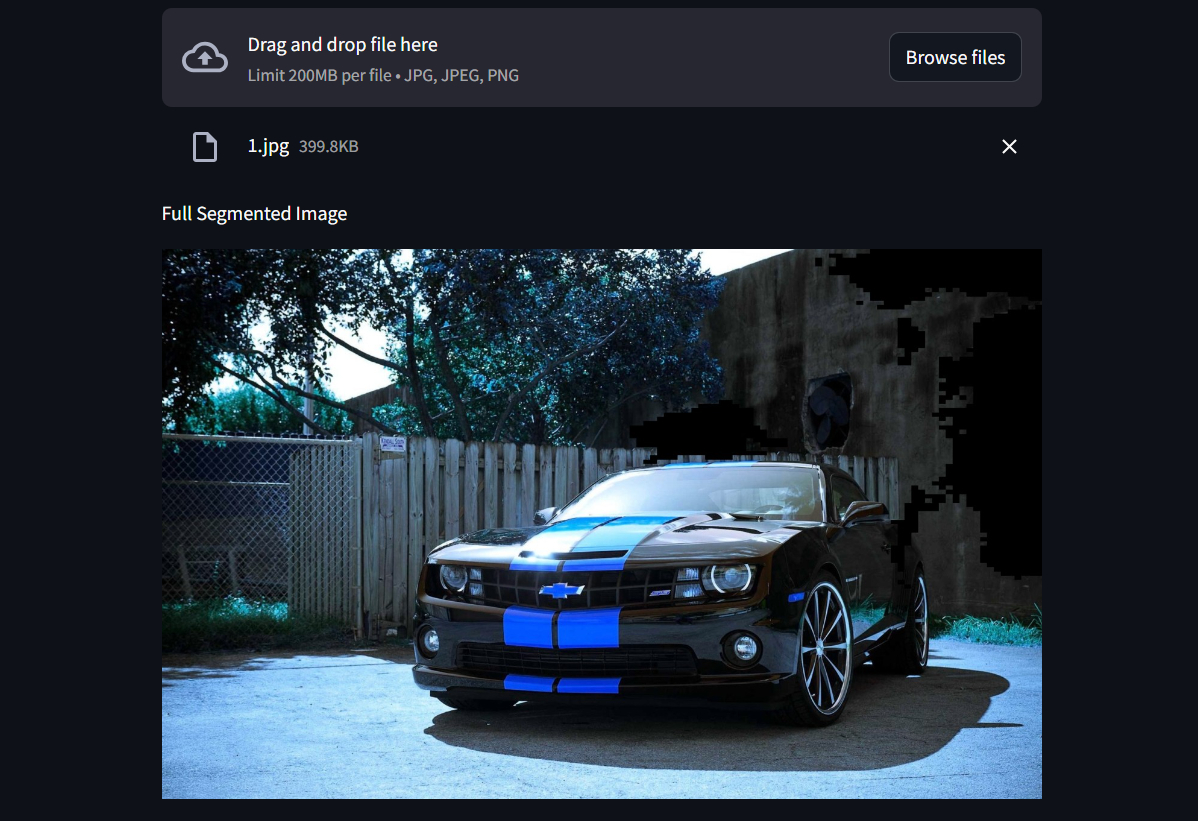 Drag and drop file here
Limit 200MB per file • JPG, JPEG, PNG
Browse files
1.jpg 399.8KB
Full Segmented Image